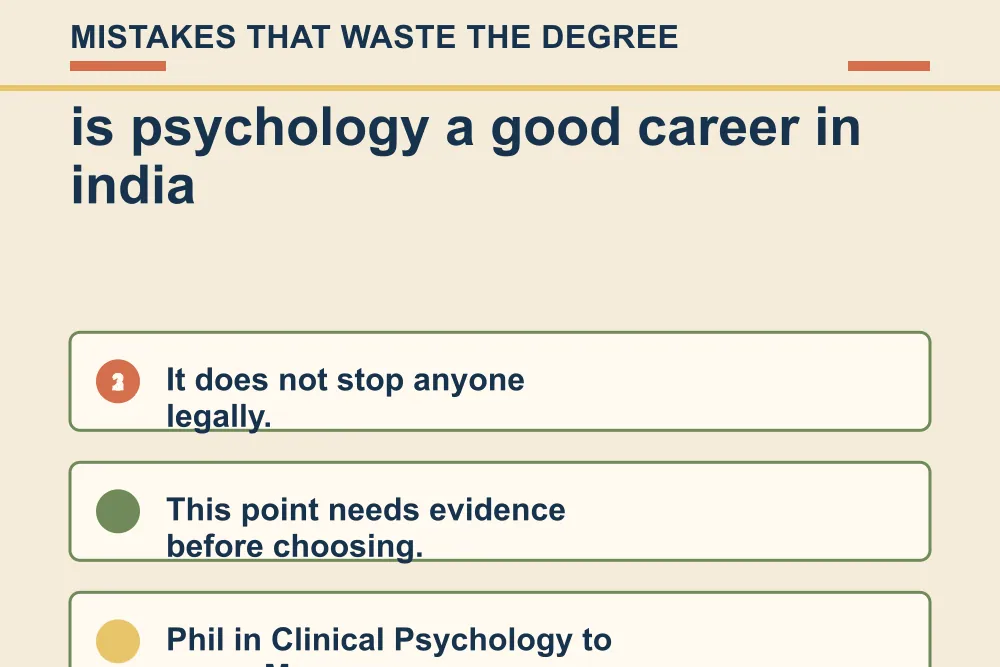 MISTAKES THAT WASTE THE DEGREE
is psychology a good career in
india
It does not stop anyone
legally.
This point needs evidence
before choosing.
Phil in Clinical Psychology to